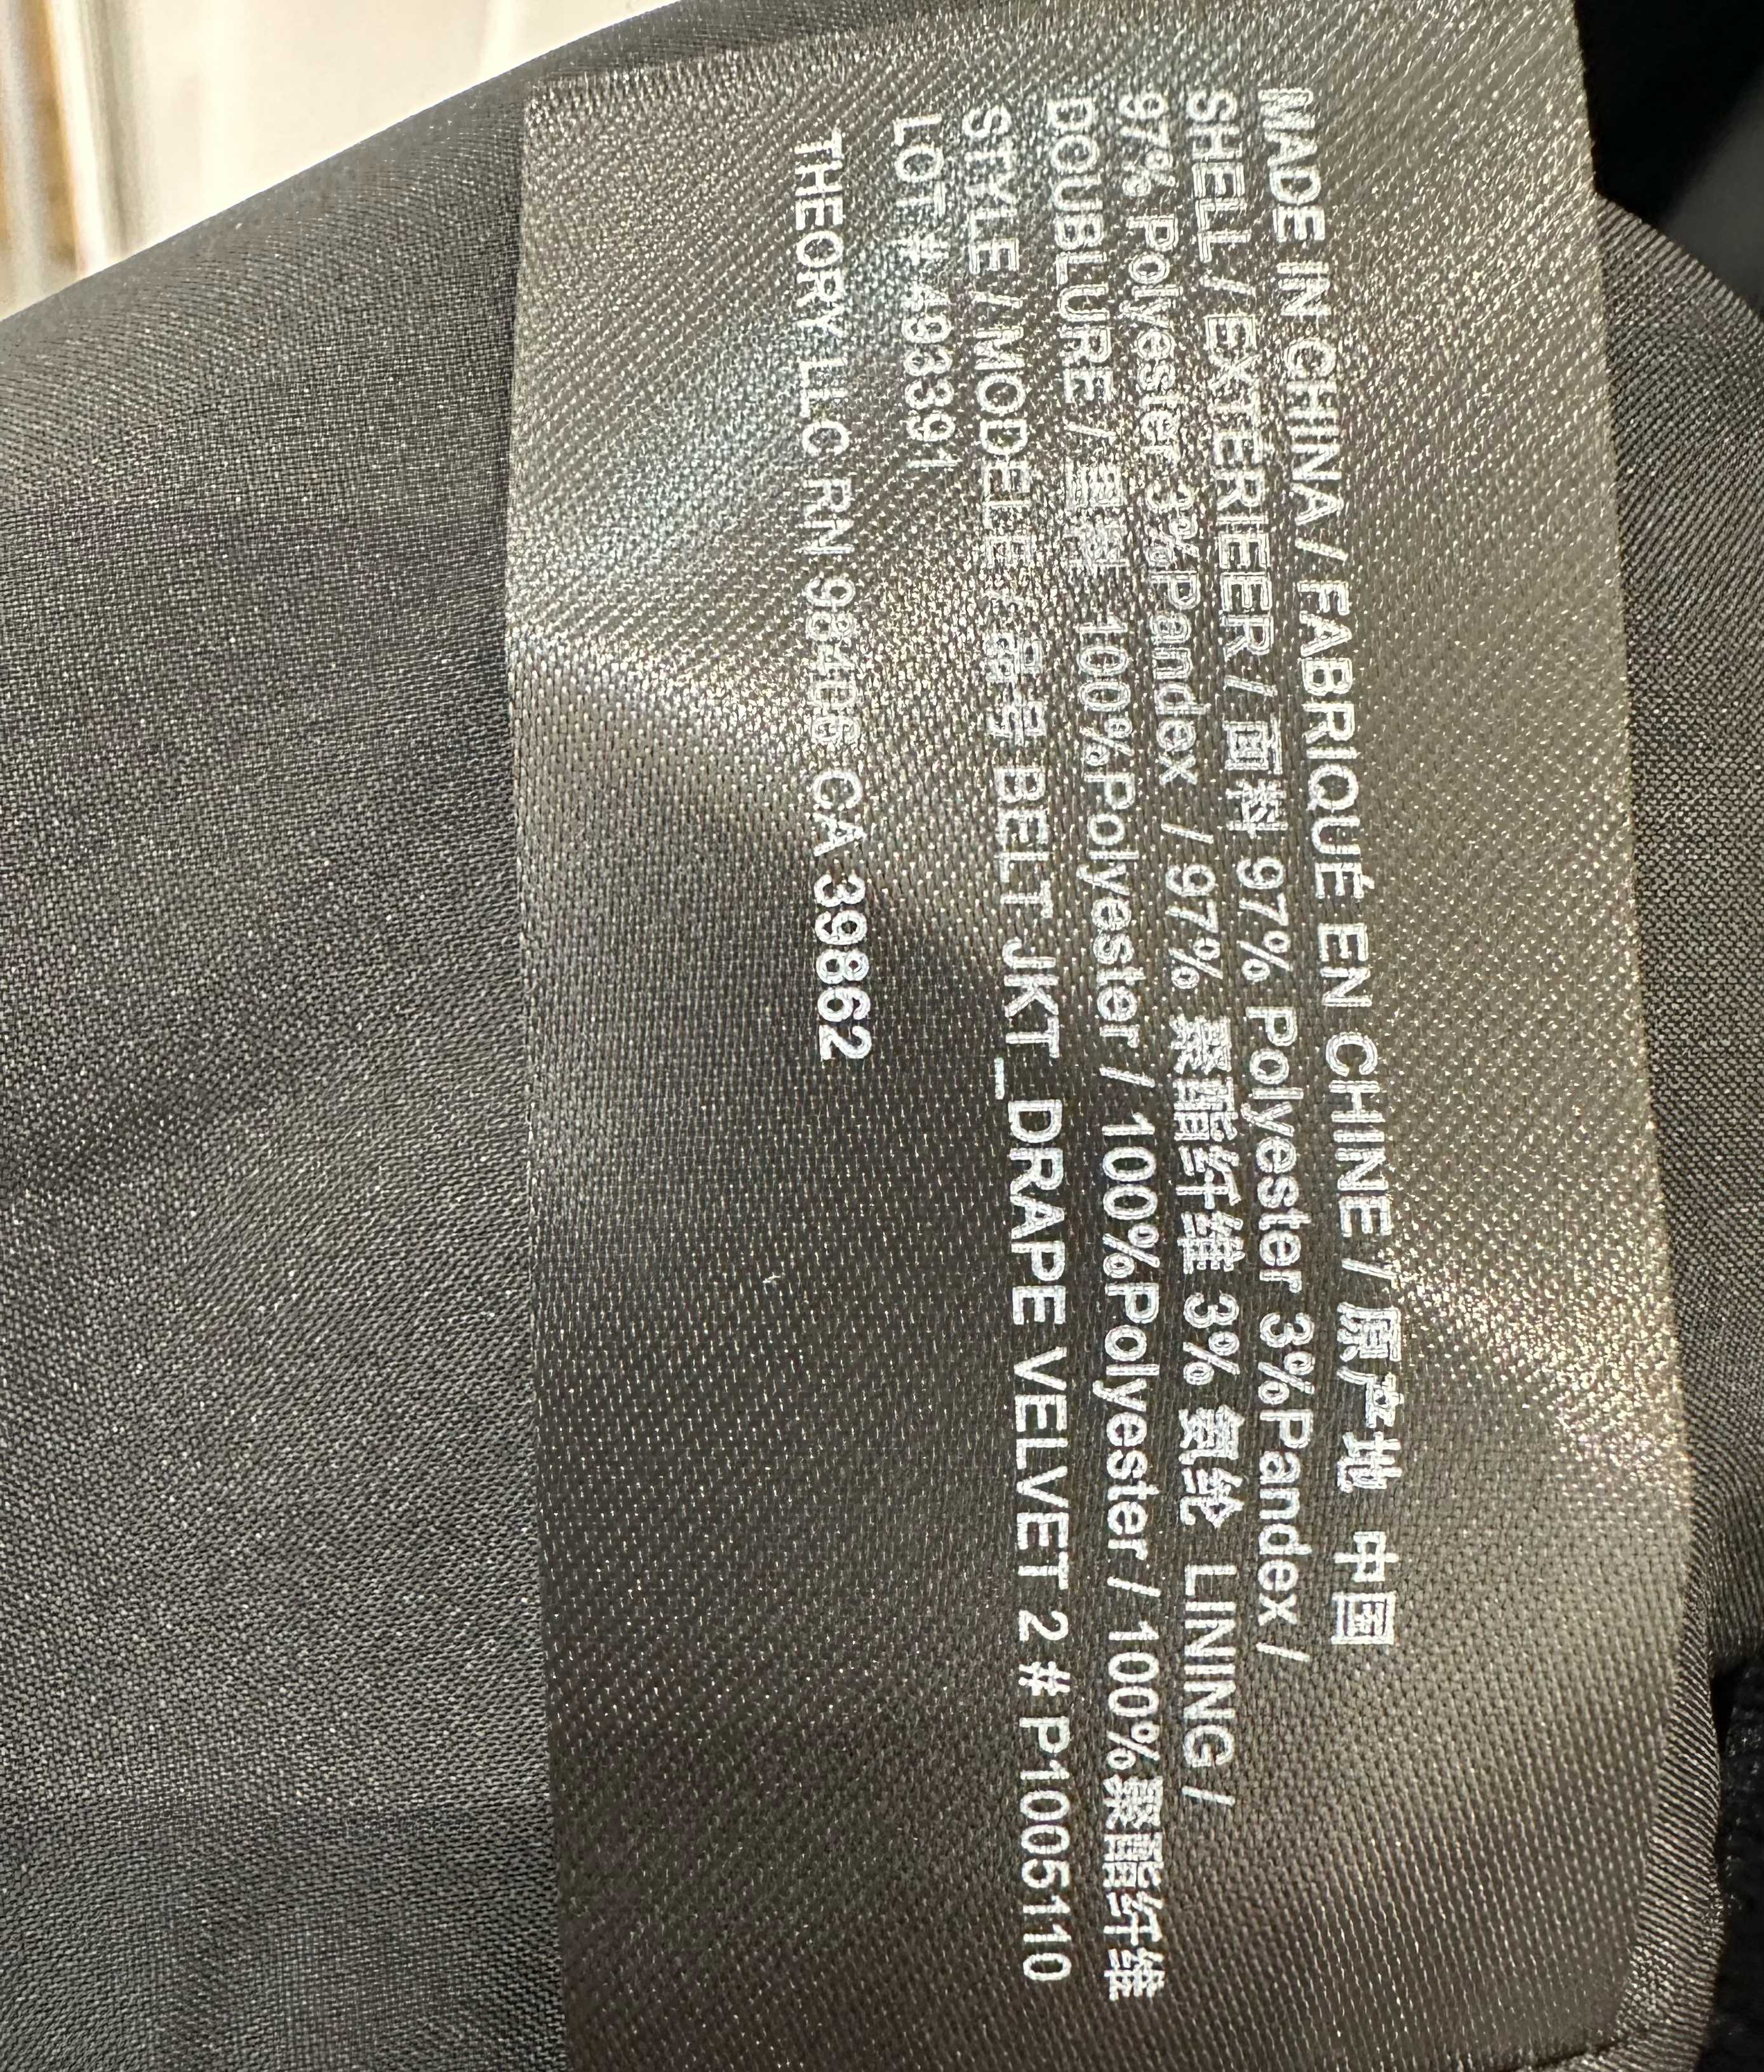 MADE IN CHINA / FABRIQUÉ EN CHINE / 原产地 中国
SHELL / EXTÉRIEER / 面料 97% Polyester 3%Pandex /
97% Polyester 3%Pandex / 97% 聚酯纤维 3% 氨纶 LINING /
DOUBLURE / 里料 100%Polyester / 100%Polyester / 100%聚酯纤维
STYLE / MODELE / 品号 BELT JKT_DRAPE VELVET 2 # P1005110
LOT # 493391
THEORY LLC RN 98406 CA 39862